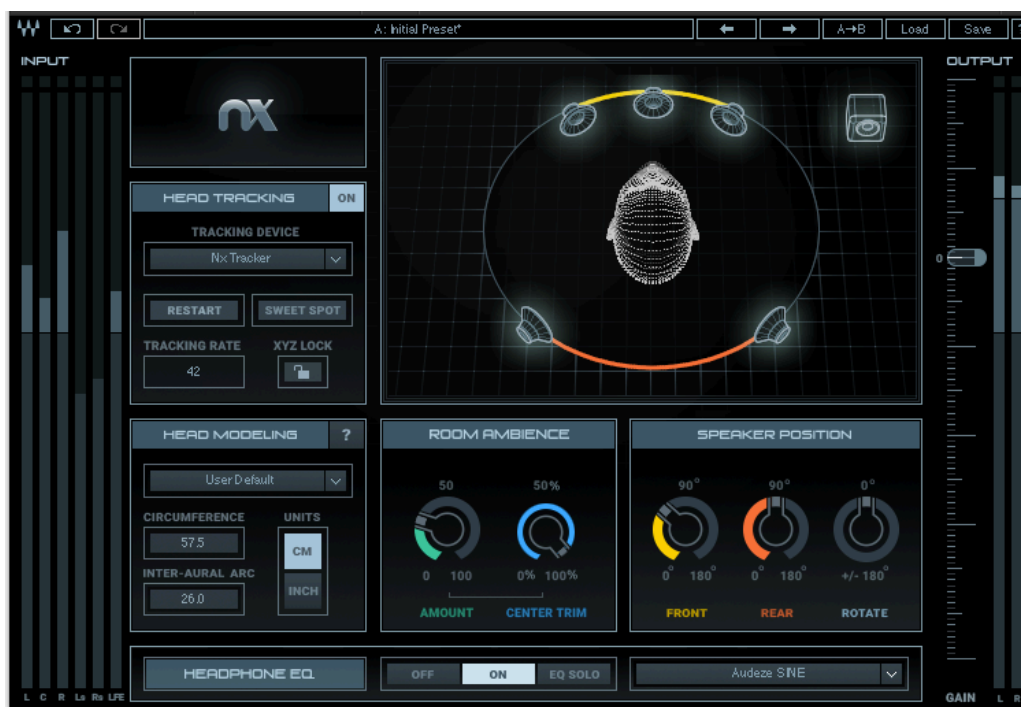 A: Initial Preset*
A→B
Load
Save
?
INPUT
OUTPUT
nx
HEAD TRACKING
ON
TRACKING DEVICE
Nx Tracker
RESTART
SWEET SPOT
TRACKING RATE
XYZ LOCK
42
0
HEAD MODELING
?
User Default
CIRCUMFERENCE
UNITS
57.5
CM
INTER-AURAL ARC
INCH
26.0
ROOM AMBIENCE
50
50%
0
100
0%
100%
AMOUNT
CENTER TRIM
SPEAKER POSITION
90°
90°
0°
0°
180°
0°
180°
+/- 180°
FRONT
REAR
ROTATE
HEADPHONE EQ
OFF
ON
EQ SOLO
Audeze SINE
L
C
R
Ls
Rs
LFE
GAIN
L
R